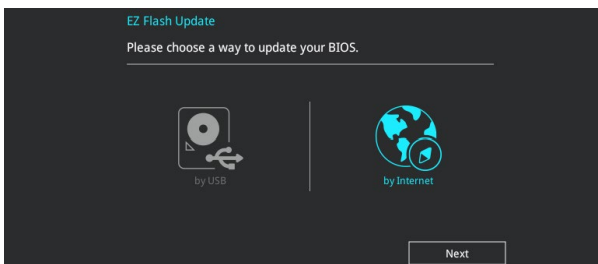 EZ Flash Update
Please choose a way to update your BIOS.
by USB
by Internet
Next